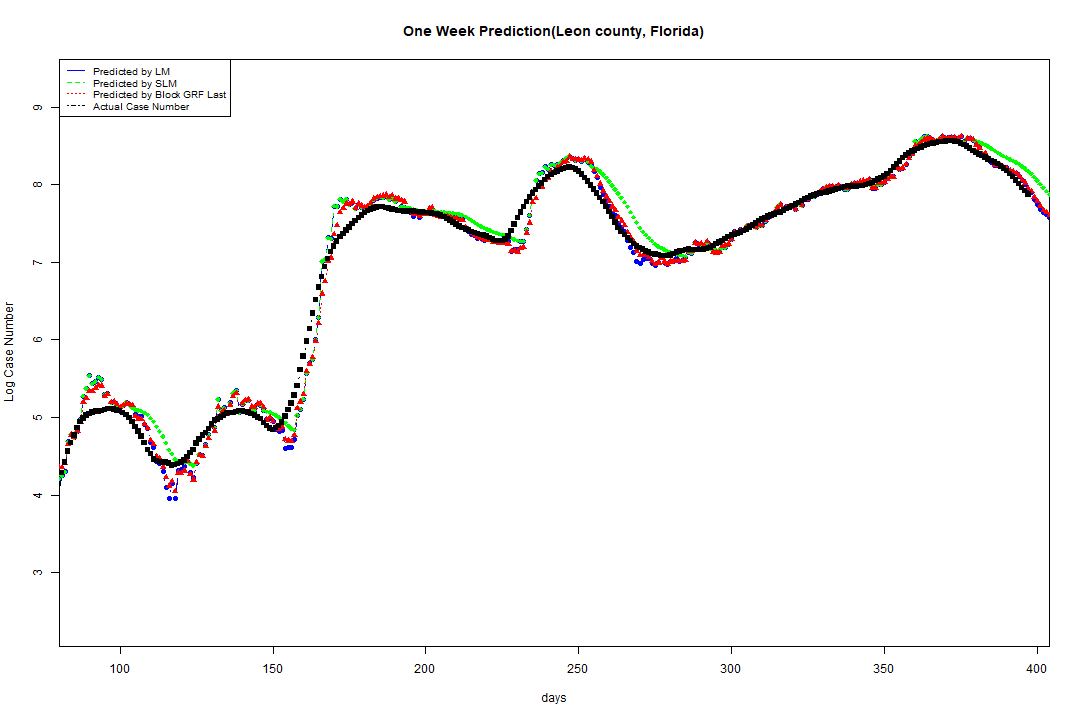 One Week Prediction(Leon county, Florida)
Predicted by LM
Predicted by SLM
Predicted by Block GRF Last
Actual Case Number
9
8
7
6
5
4
3
Log Case Number
100 150 200 250 300 350 400
days